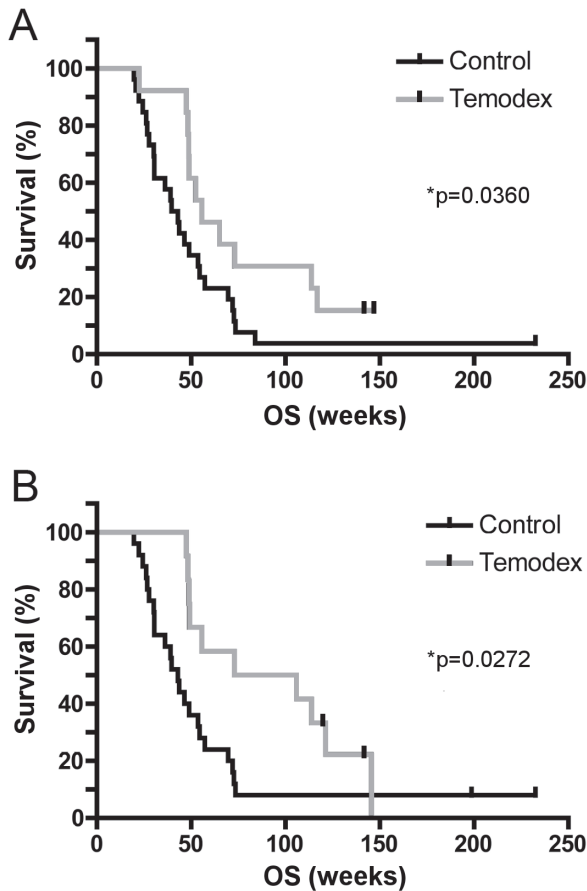 A
Survival (%)
100
80
60
40
20
0
Control
Temodex
*p=0.0360
0 50 100 150 200 250
OS (weeks)
B
Survival (%)
100
80
60
40
20
0
Control
Temodex
*p=0.0272
0 50 100 150 200 250
OS (weeks)